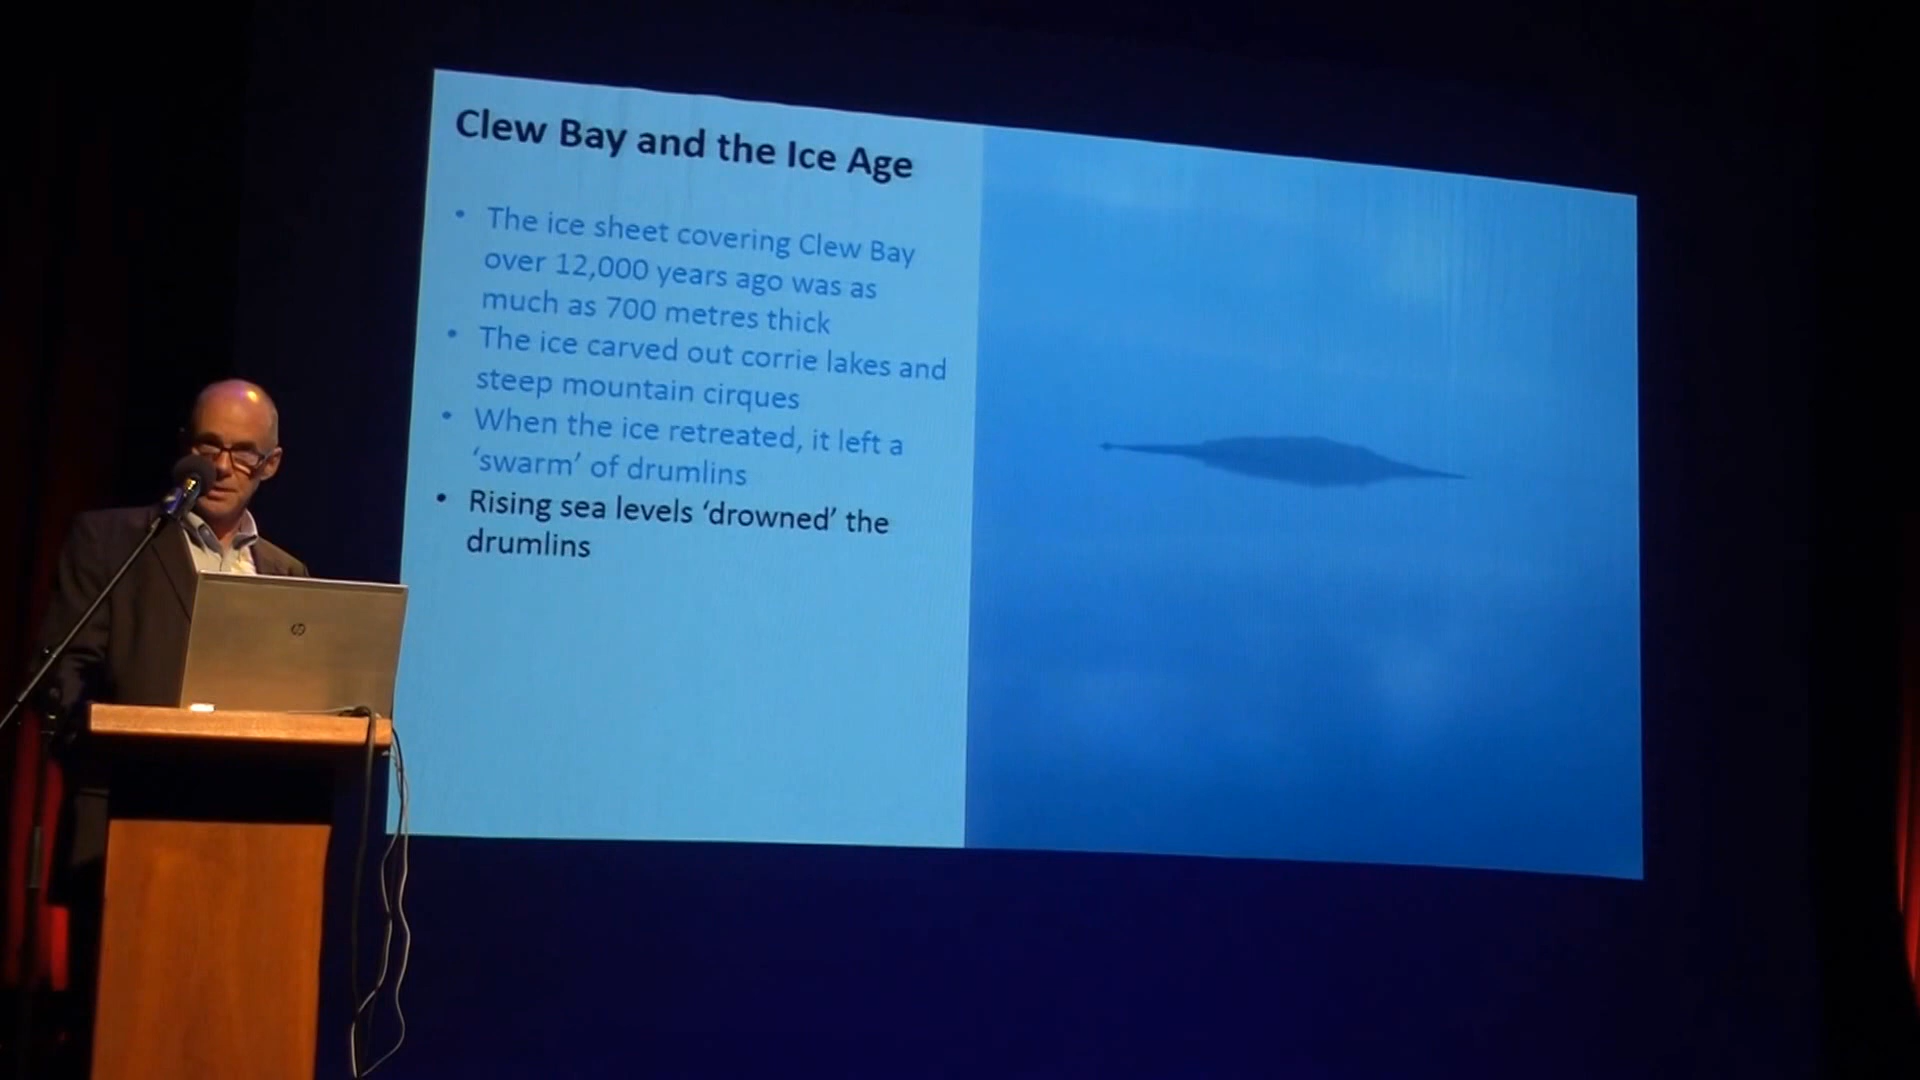 Clew Bay and the Ice Age
• The ice sheet covering Clew Bay
over 12,000 years ago was as
much as 700 metres thick
• The ice carved out corrie lakes and
steep mountain cirques
• When the ice retreated, it left a
‘swarm’ of drumlins
• Rising sea levels ‘drowned’ the
drumlins
hp